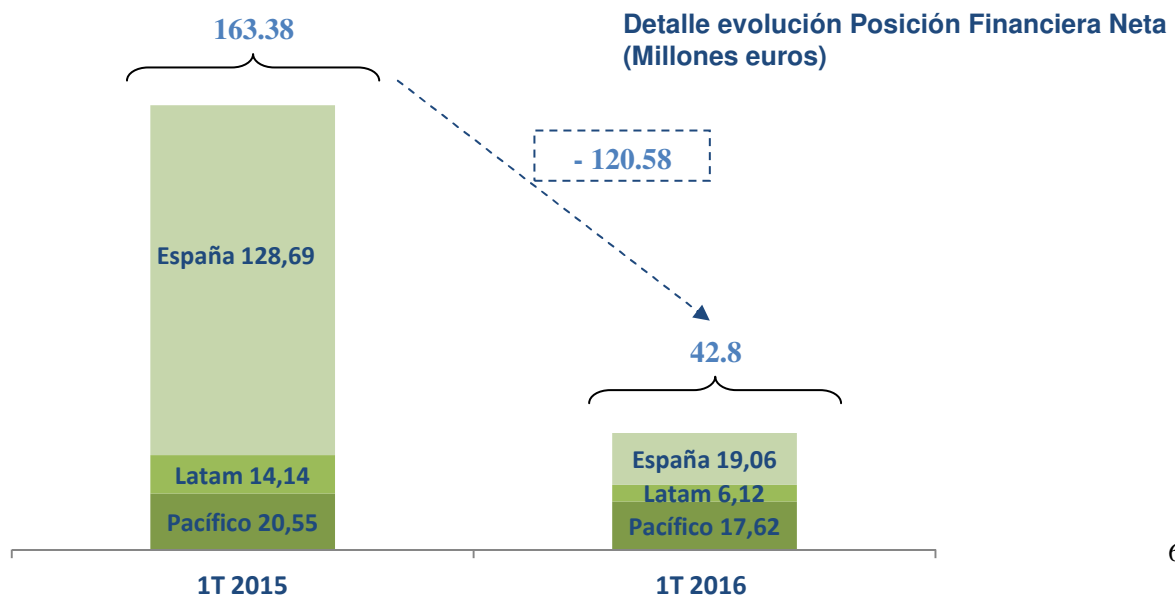 163.38
Detalle evolución Posición Financiera Neta
(Millones euros)
- 120.58
España 128,69
42.8
Latam 14,14
Pacífico 20,55
España 19,06
Latam 6,12
Pacífico 17,62
1T 2015
1T 2016